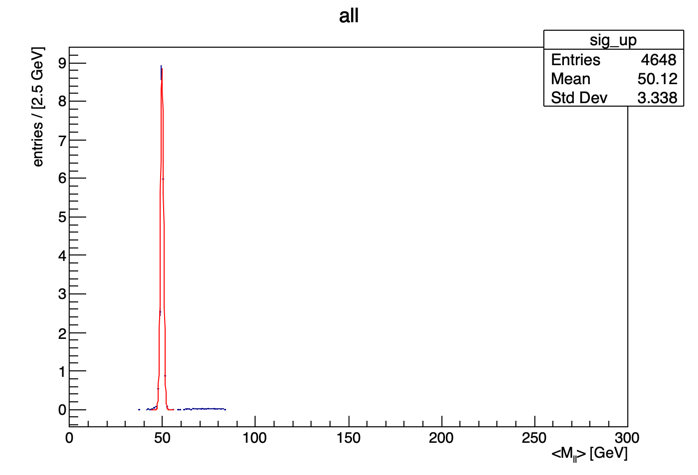 all
sig_up
Entries 4648
Mean 50.12
Std Dev 3.338
entries / [2.5 GeV]
9
8
7
6
5
4
3
2
1
0
0 50 100 150 200 250 300
<M_ll> [GeV]